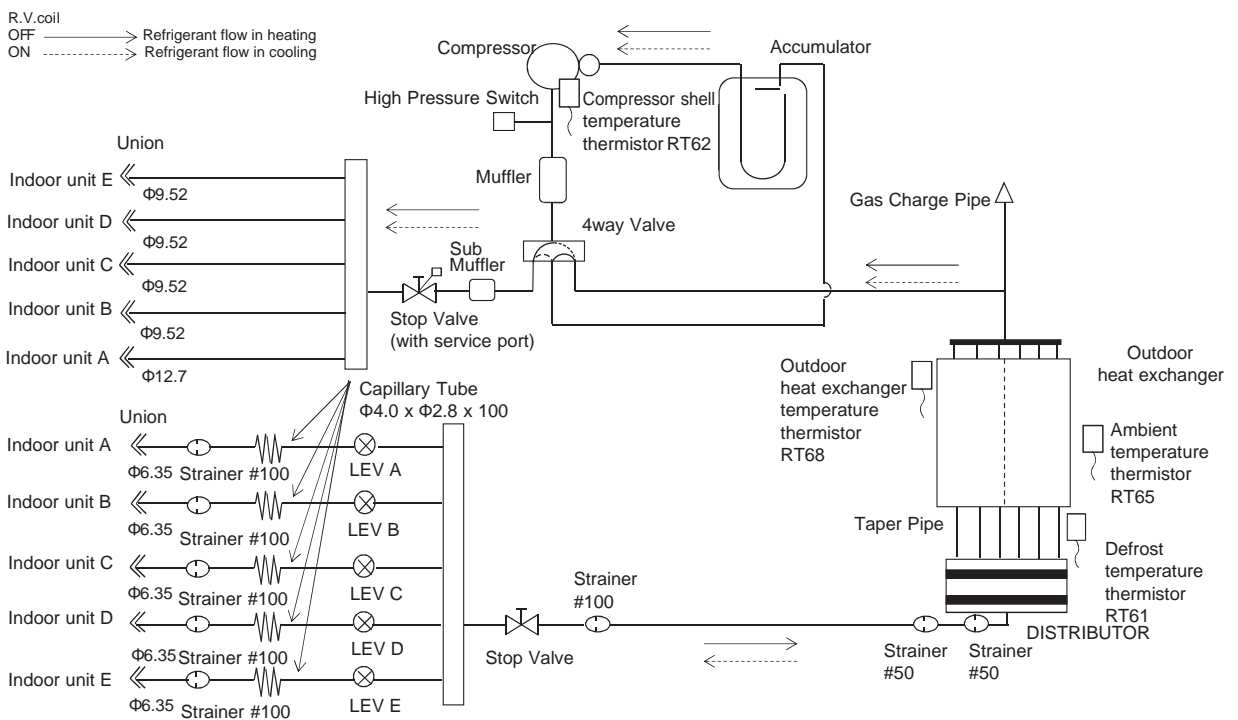 R.V.coil
OFF Refrigerant flow in heating
ON Refrigerant flow in cooling
Compressor
Accumulator
High Pressure Switch
Compressor shell
temperature
thermistor RT62
Union
Muffler
Indoor unit E
Φ9.52
Indoor unit D
Φ9.52
Indoor unit C
Φ9.52
Indoor unit B
Φ9.52
Indoor unit A
Φ12.7
Gas Charge Pipe
4way Valve
Sub
Muffler
Stop Valve
(with service port)
Outdoor
heat exchanger
temperature
thermistor
RT68
Outdoor
heat exchanger
Capillary Tube
Φ4.0 x Φ2.8 x 100
Union
Indoor unit A
Φ6.35 Strainer #100
LEV A
Indoor unit B
Φ6.35 Strainer #100
LEV B
Indoor unit C
Φ6.35 Strainer #100
LEV C
Indoor unit D
Φ6.35 Strainer #100
LEV D
Indoor unit E
Φ6.35 Strainer #100
LEV E
Ambient
temperature
thermistor
RT65
Taper Pipe
Defrost
temperature
thermistor
RT61
DISTRIBUTOR
Strainer
#100
Stop Valve
Strainer
#50
Strainer
#50